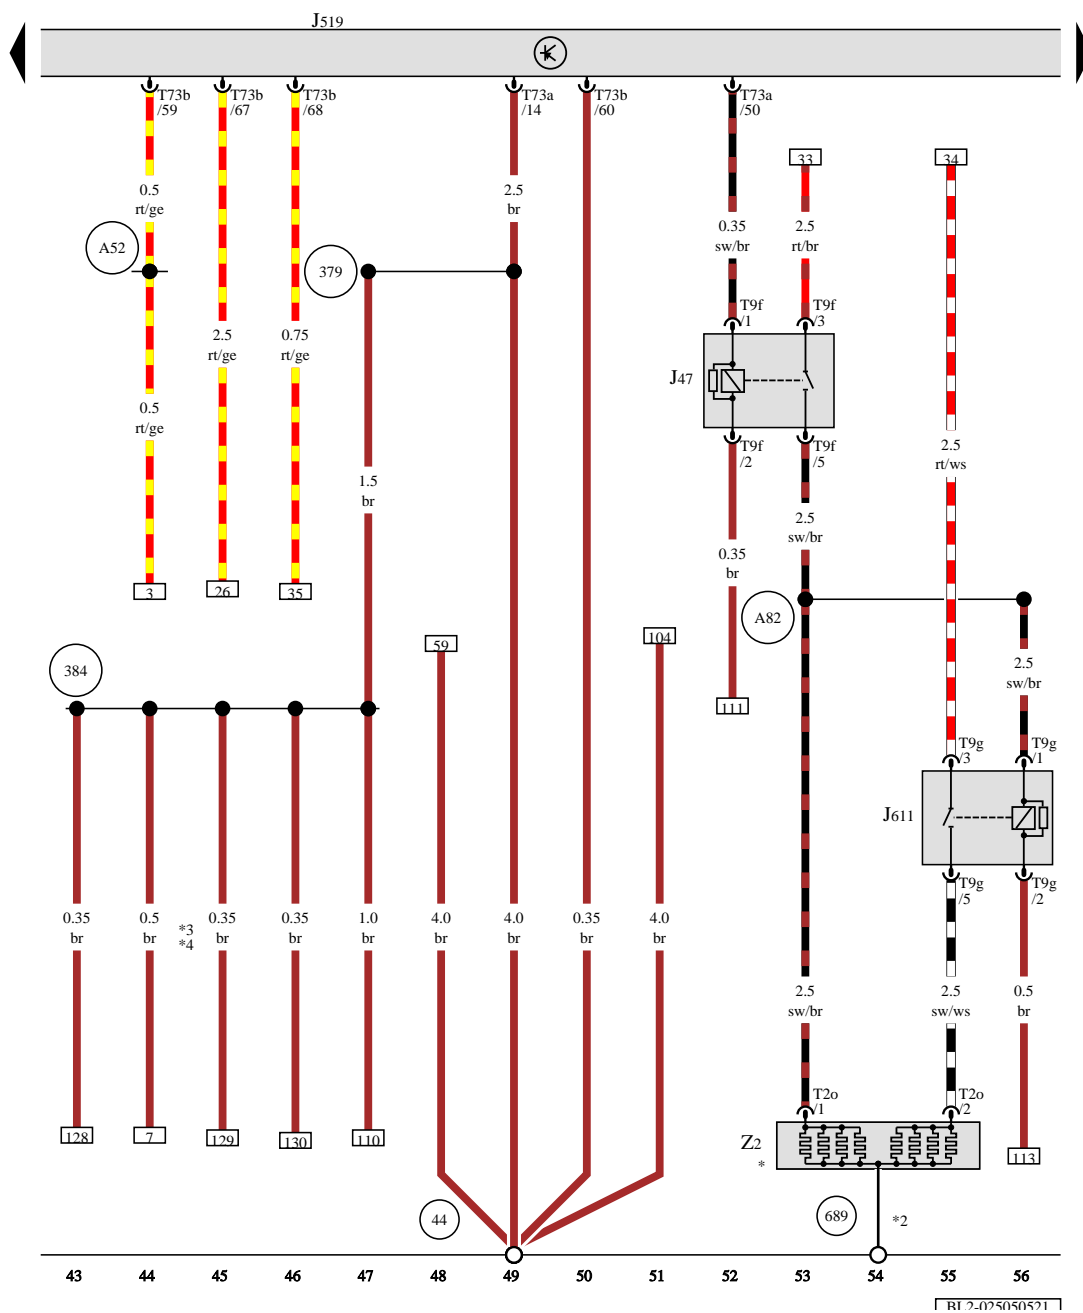 J519
T73b
/59
T73b
/67
T73b
/68
T73a
/14
T73b
/60
T73a
/50
33
34
0.5
rt/ge
2.5
br
0.35
sw/br
2.5
rt/br
A52
379
T9f
/1
T9f
/3
2.5
rt/ge
0.75
rt/ge
J47
0.5
rt/ge
T9f
/2
T9f
/5
2.5
rt/ws
1.5
br
2.5
sw/br
0.35
br
3
26
35
A82
59
104
384
2.5
sw/br
111
T9g
/3
T9g
/1
J611
T9g
/5
T9g
/2
0.35
br
0.5
br
*3
*4
0.35
br
0.35
br
1.0
br
4.0
br
4.0
br
0.35
br
4.0
br
2.5
sw/br
2.5
sw/ws
0.5
br
T2o
/1
T2o
/2
128
7
129
130
110
Z2
*
113
44
689
*2
43 44 45 46 47 48 49 50 51 52 53 54 55 56
BL2-025050521